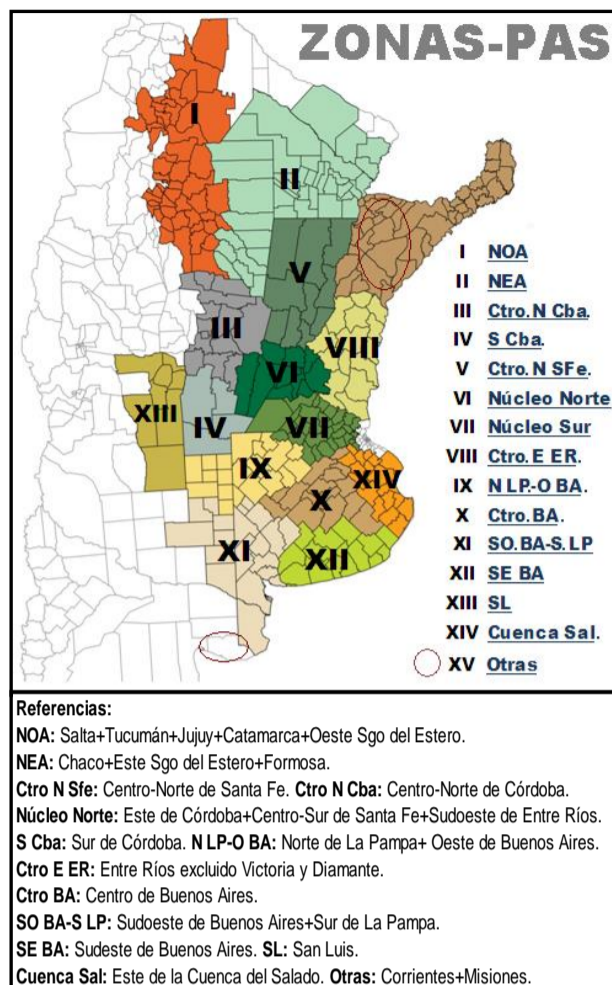 ZONAS-PAS
I
II
V
III
VIII
VI
XIII
IV
VII
IX
XIV
X
XI
XII
I NOA
II NEA
III Ctro.N Cba.
IV S Cba.
V Ctro.N SFe.
VI Núcleo Norte
VII Núcleo Sur
VIII Ctro.E ER.
IX N LP.-O BA.
X Ctro.BA.
XI SO.BA-S.LP
XII SE BA
XIII SL
XIV Cuenca Sal.
XV Otras
Referencias:
NOA: Salta+Tucumán+Jujuy+Catamarca+Oeste Sgo del Estero.
NEA: Chaco+Este Sgo del Estero+Formosa.
Ctro N Sfe: Centro-Norte de Santa Fe. Ctro N Cba: Centro-Norte de Córdoba.
Núcleo Norte: Este de Córdoba+Centro-Sur de Santa Fe+Sudoeste de Entre Ríos.
S Cba: Sur de Córdoba. N LP-O BA: Norte de La Pampa+ Oeste de Buenos Aires.
Ctro E ER: Entre Ríos excluido Victoria y Diamante.
Ctro BA: Centro de Buenos Aires.
SO BA-S LP: Sudoeste de Buenos Aires+Sur de La Pampa.
SE BA: Sudeste de Buenos Aires. SL: San Luis.
Cuenca Sal: Este de la Cuenca del Salado. Otras: Corrientes+Misiones.